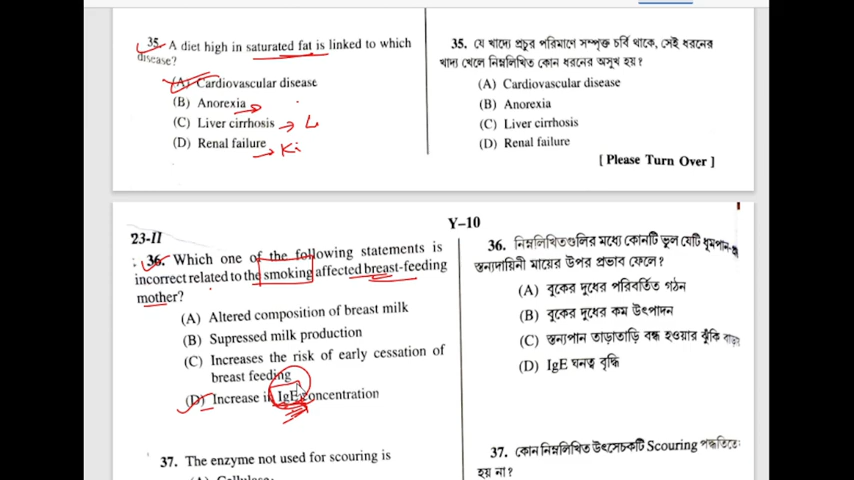 35. A diet high in saturated fat is linked to which
disease?
(A) Cardiovascular disease
(B) Anorexia
(C) Liver cirrhosis → L
(D) Renal failure → Ki
35. যে খাদ্যে প্রচুর পরিমাণে সম্পৃক্ত চর্বি থাকে, সেই ধরনের
খাদ্য খেলে নিম্নলিখিত কোন ধরনের অসুখ হয়?
(A) Cardiovascular disease
(B) Anorexia
(C) Liver cirrhosis
(D) Renal failure
[ Please Turn Over ]
23-II
Y–10
36. Which one of the following statements is
incorrect related to the smoking affected breast-feeding
mother?
(A) Altered composition of breast milk
(B) Supressed milk production
(C) Increases the risk of early cessation of
breast feeding
(D) Increase in IgE concentration
36. নিম্নলিখিতগুলির মধ্যে কোনটি ভুল যেটি ধূমপান-
স্তন্যদায়িনী মায়ের উপর প্রভাব ফেলে?
(A) বুকের দুধের পরিবর্তিত গঠন
(B) বুকের দুধের কম উৎপাদন
(C) স্তন্যপান তাড়াতাড়ি বন্ধ হওয়ার ঝুঁকি
(D) IgE ঘনত্ব বৃদ্ধি
37. The enzyme not used for scouring is
37. কোন নিম্নলিখিত উৎসেচকটি Scouring পদ্ধতিতে
হয় না?